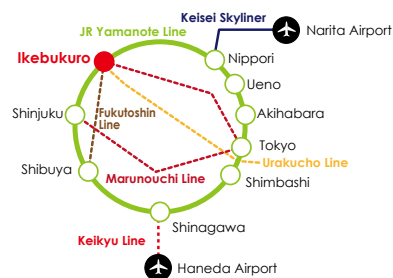 Keisei Skyliner
Narita Airport
JR Yamanote Line
Ikebukuro
Nippori
Ueno
Shinjuku
Fukutoshin
Line
Akihabara
Tokyo
Urakucho Line
Shibuya
Marunouchi Line
Shimbashi
Shinagawa
Keikyu Line
Haneda Airport